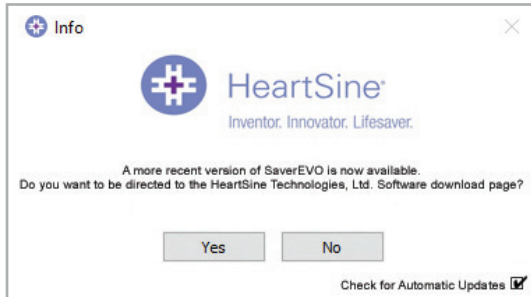 Info
HeartSine®
Inventor. Innovator. Lifesaver.
A more recent version of SaverEVO is now available.
Do you want to be directed to the HeartSine Technologies, Ltd. Software download page?
Yes No
Check for Automatic Updates